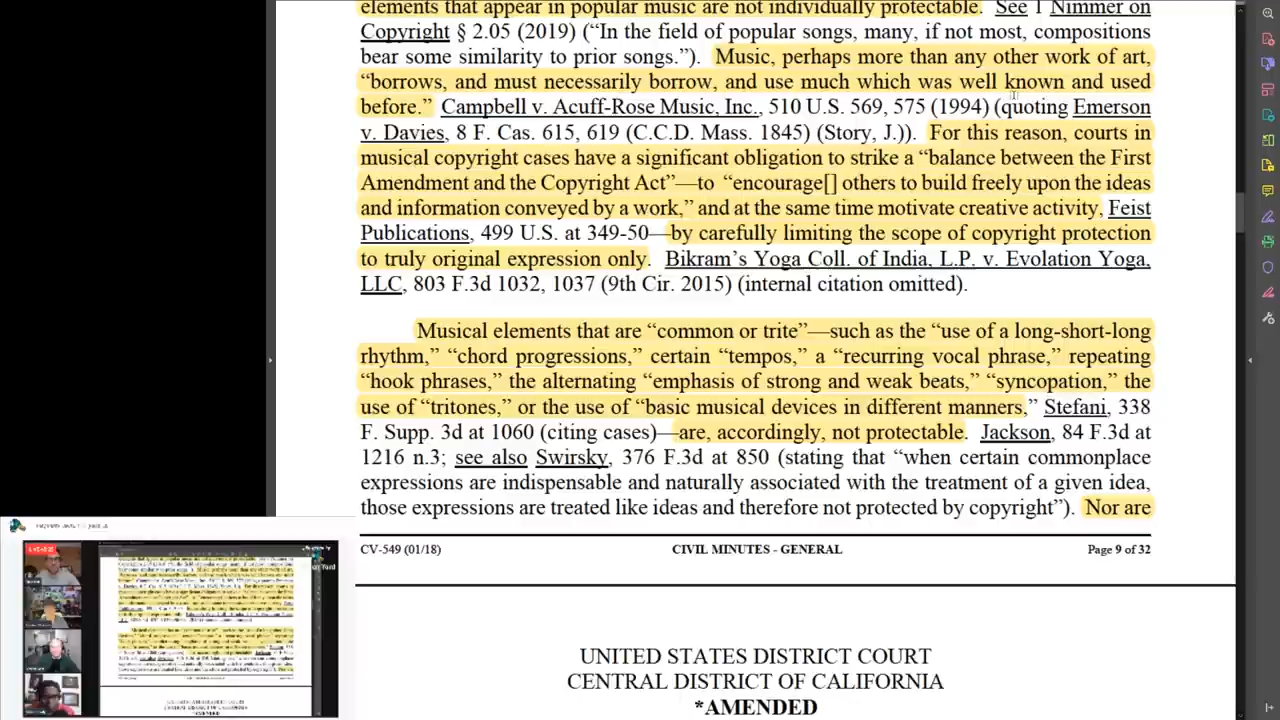 elements that appear in popular music are not individually protectable. See 1 Nimmer on
Copyright § 2.05 (2019) (“In the field of popular songs, many, if not most, compositions
bear some similarity to prior songs.”). Music, perhaps more than any other work of art,
“borrows, and must necessarily borrow, and use much which was well known and used
before.” Campbell v. Acuff-Rose Music, Inc., 510 U.S. 569, 575 (1994) (quoting Emerson
v. Davies, 8 F. Cas. 615, 619 (C.C.D. Mass. 1845) (Story, J.)). For this reason, courts in
musical copyright cases have a significant obligation to strike a “balance between the First
Amendment and the Copyright Act”—to “encourage[] others to build freely upon the ideas
and information conveyed by a work,” and at the same time motivate creative activity, Feist
Publications, 499 U.S. at 349-50—by carefully limiting the scope of copyright protection
to truly original expression only. Bikram’s Yoga Coll. of India, L.P. v. Evolation Yoga,
LLC, 803 F.3d 1032, 1037 (9th Cir. 2015) (internal citation omitted).
Musical elements that are “common or trite”—such as the “use of a long-short-long
rhythm,” “chord progressions,” certain “tempos,” a “recurring vocal phrase,” repeating
“hook phrases,” the alternating “emphasis of strong and weak beats,” “syncopation,” the
use of “tritones,” or the use of “basic musical devices in different manners,” Stefani, 338
F. Supp. 3d at 1060 (citing cases)—are, accordingly, not protectable. Jackson, 84 F.3d at
1216 n.3; see also Swirsky, 376 F.3d at 850 (stating that “when certain commonplace
expressions are indispensable and naturally associated with the treatment of a given idea,
those expressions are treated like ideas and therefore not protected by copyright”). Nor are
CV-549 (01/18) CIVIL MINUTES - GENERAL Page 9 of 32
UNITED STATES DISTRICT COURT
CENTRAL DISTRICT OF CALIFORNIA
*AMENDED